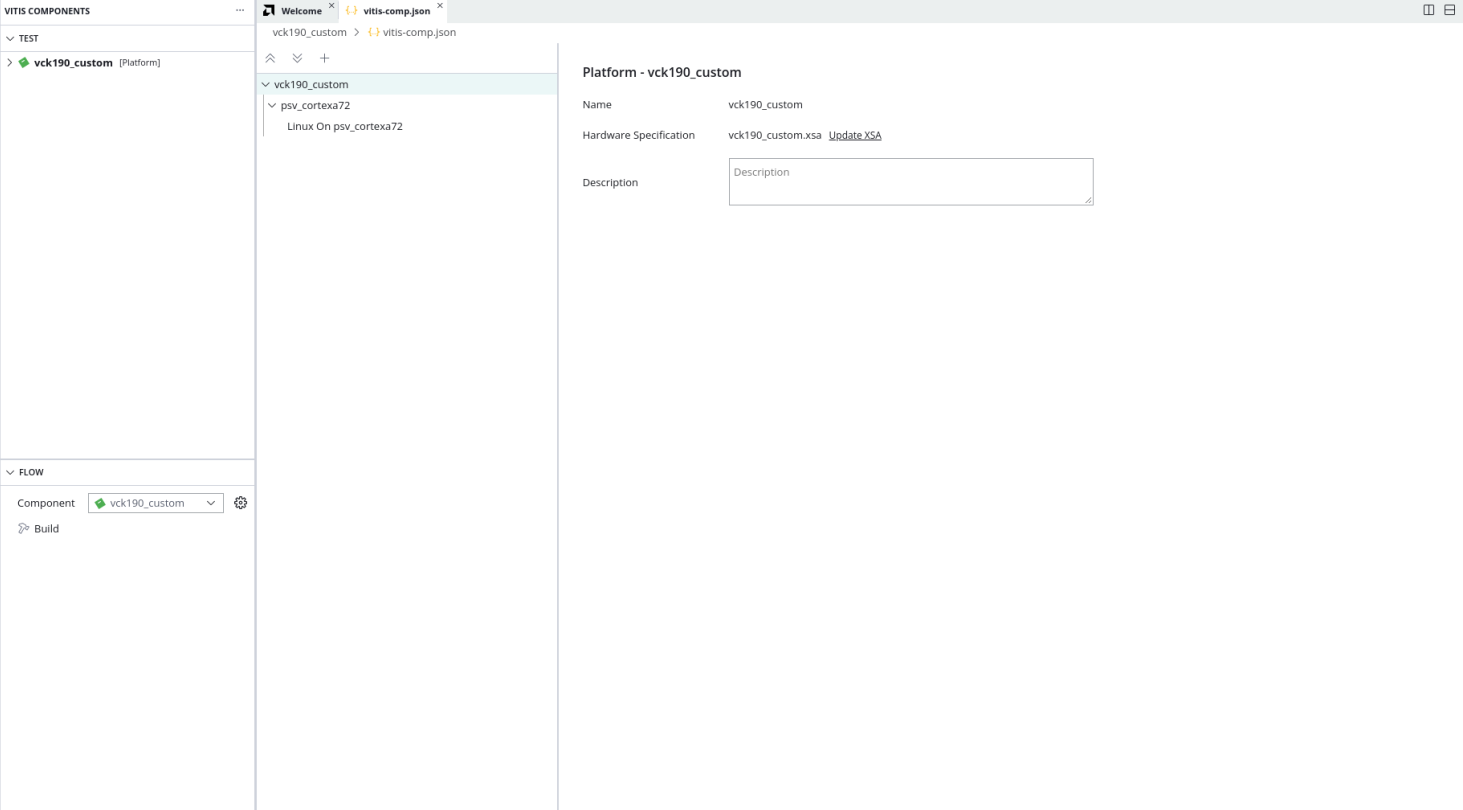 VITIS COMPONENTS
...
TEST
vck190_custom [Platform]
FLOW
Component vck190_custom
Build
Welcome
{} vitis-comp.json
vck190_custom > {} vitis-comp.json
vck190_custom
psv_cortexa72
Linux On psv_cortexa72
Platform - vck190_custom
Name vck190_custom
Hardware Specification vck190_custom.xsa Update XSA
Description Description